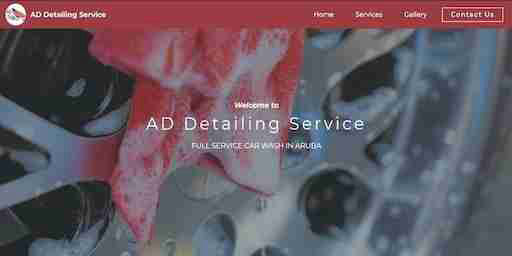 AD Detailing Service
Home Services Gallery Contact Us
Welcome to
AD Detailing Service
FULL SERVICE CAR WASH IN ARUBA